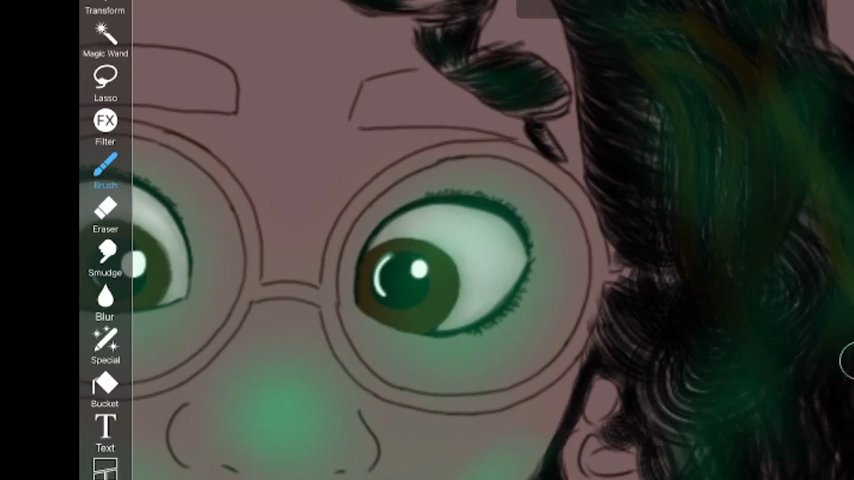 Transform
Magic Wand
Lasso
FX
Filter
Brush
Eraser
Smudge
Blur
Special
Bucket
T
Text